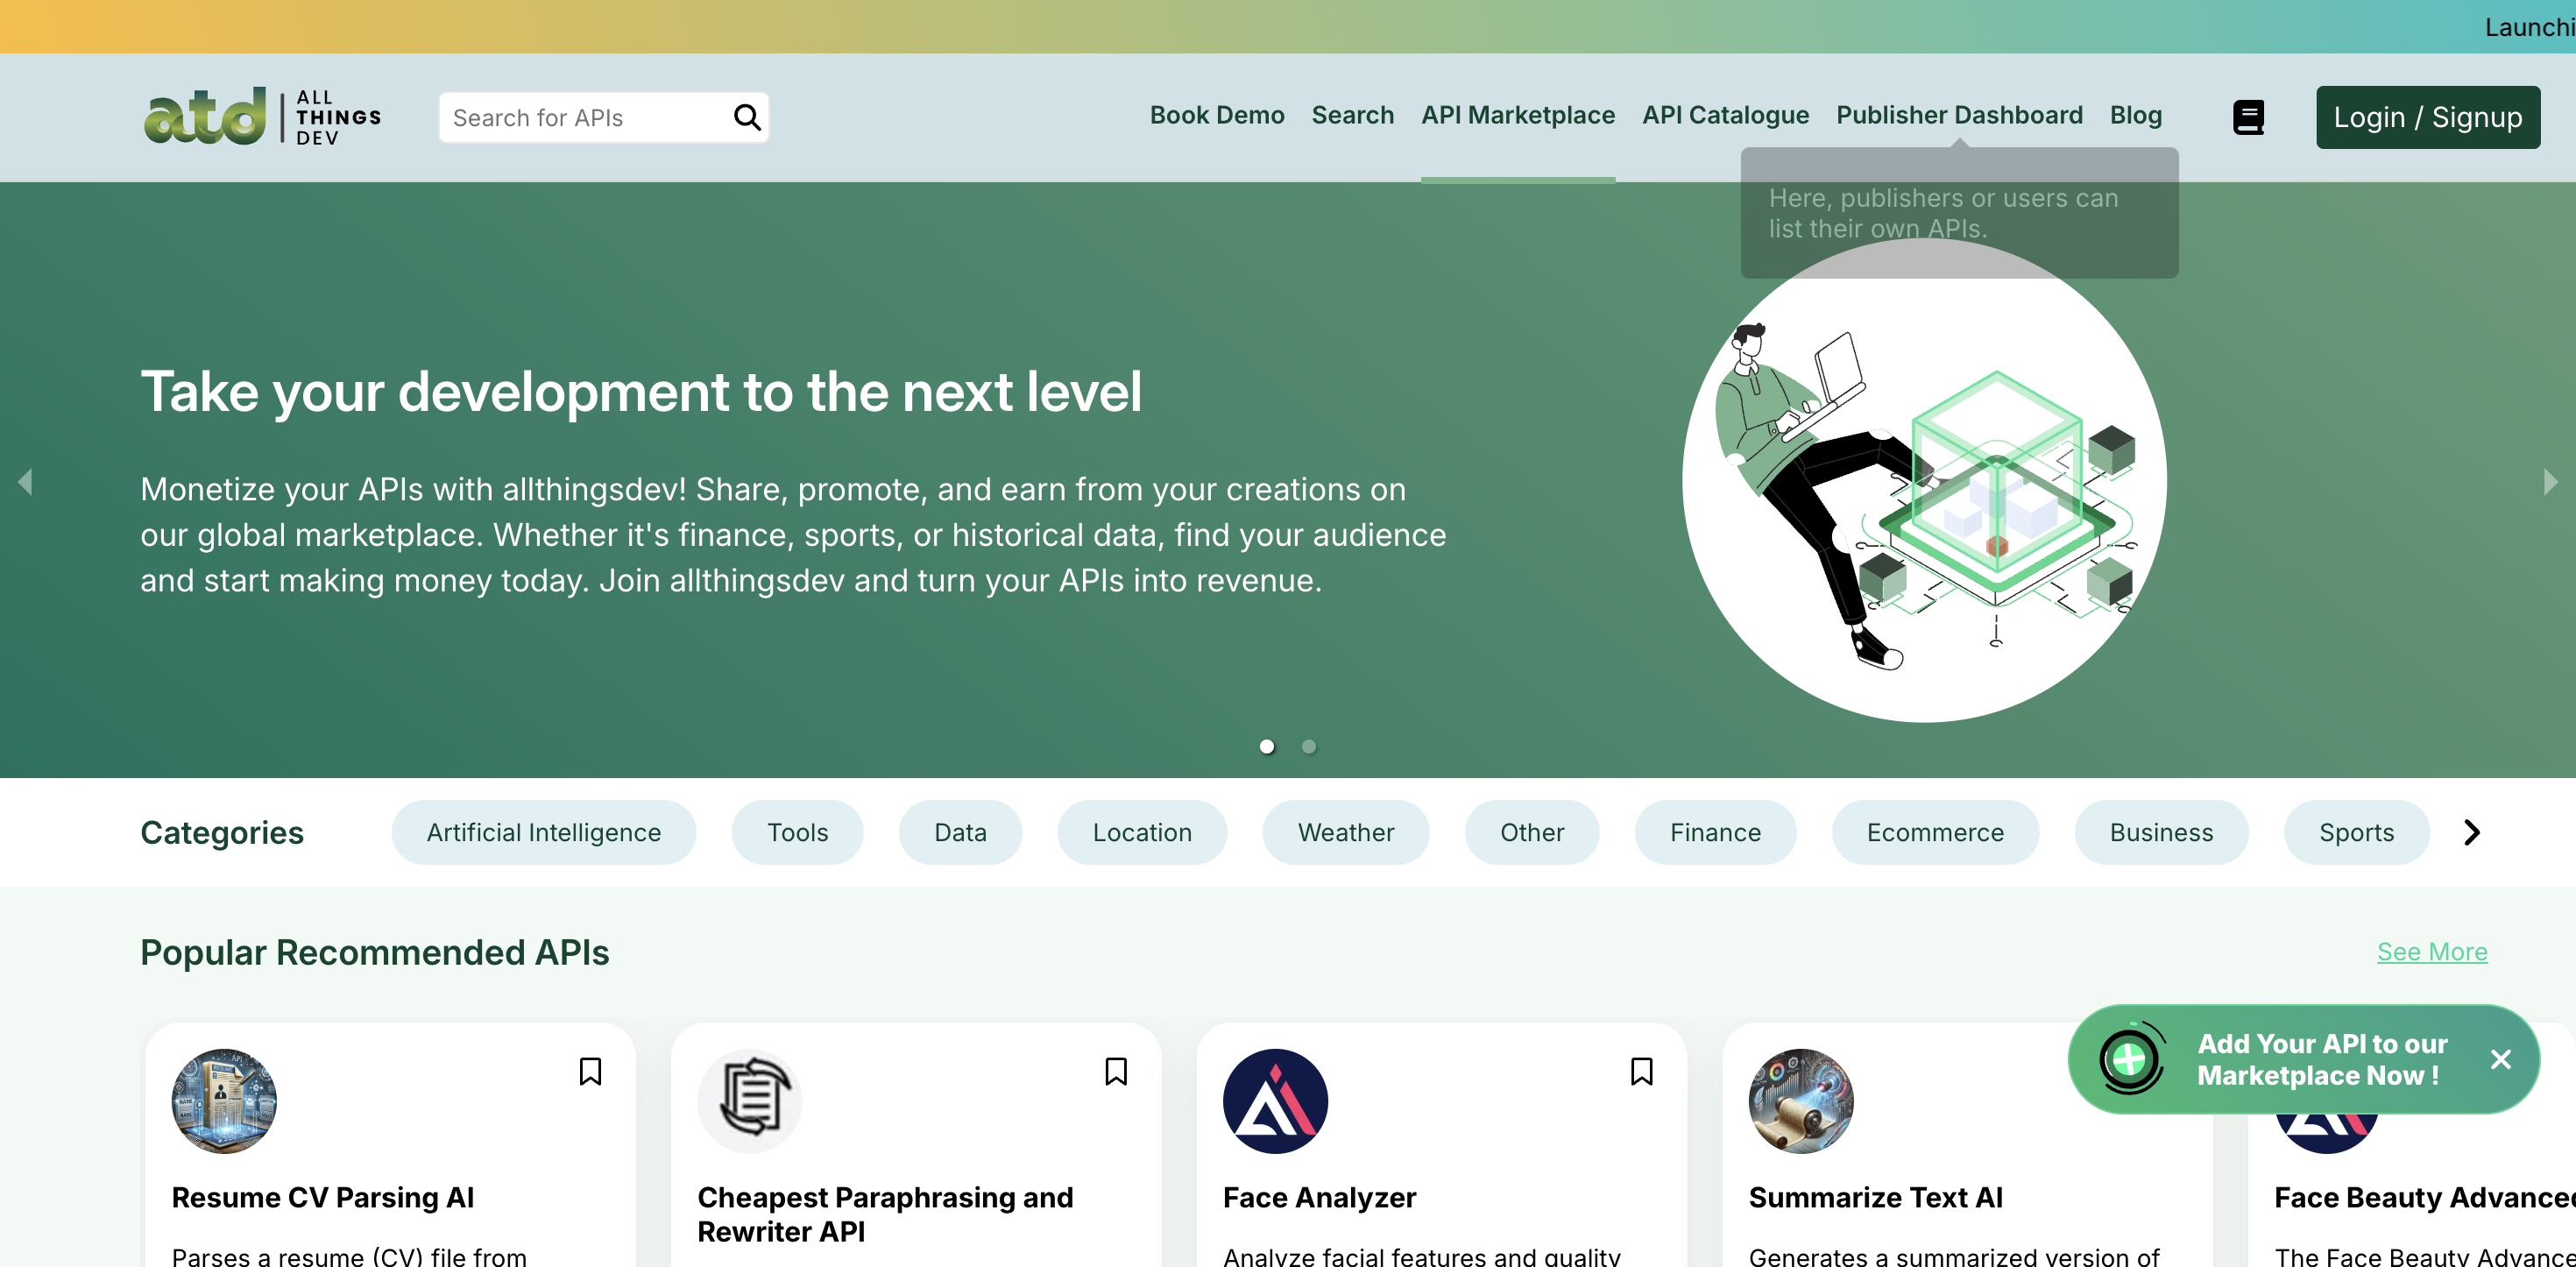 Launchi
atd
ALL
THINGS
DEV
Search for APIs
Book Demo
Search
API Marketplace
API Catalogue
Publisher Dashboard
Blog
Login / Signup
Here, publishers or users can
list their own APIs.
Take your development to the next level
Monetize your APIs with allthingsdev! Share, promote, and earn from your creations on
our global marketplace. Whether it's finance, sports, or historical data, find your audience
and start making money today. Join allthingsdev and turn your APIs into revenue.
Categories
Artificial Intelligence
Tools
Data
Location
Weather
Other
Finance
Ecommerce
Business
Sports
Popular Recommended APIs
See More
Add Your API to our
Marketplace Now !
Resume CV Parsing AI
Parses a resume (CV) file from
Cheapest Paraphrasing and
Rewriter API
Face Analyzer
Analyze facial features and quality
Summarize Text AI
Generates a summarized version of
Face Beauty Advanced
The Face Beauty Advance